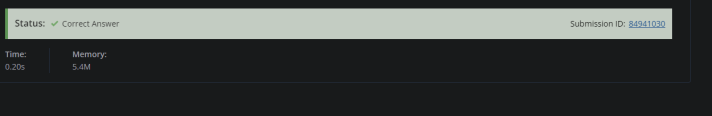 Status: ✓ Correct Answer Submission ID: 84941030
Time: Memory:
0.20s 5.4M